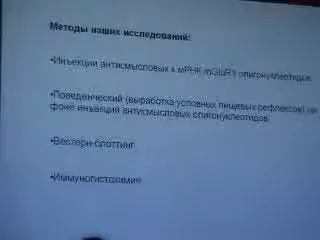 Методы наших исследований:
•Инъекции антисмысловых к мРНК mGluR1 олигонуклеотидов.
•Поведенческий (выработка условных пищевых рефлексов) на
фоне инъекций антисмысловых олигонуклеотидов.
•Вестерн-блоттинг
•Иммуногистохимия